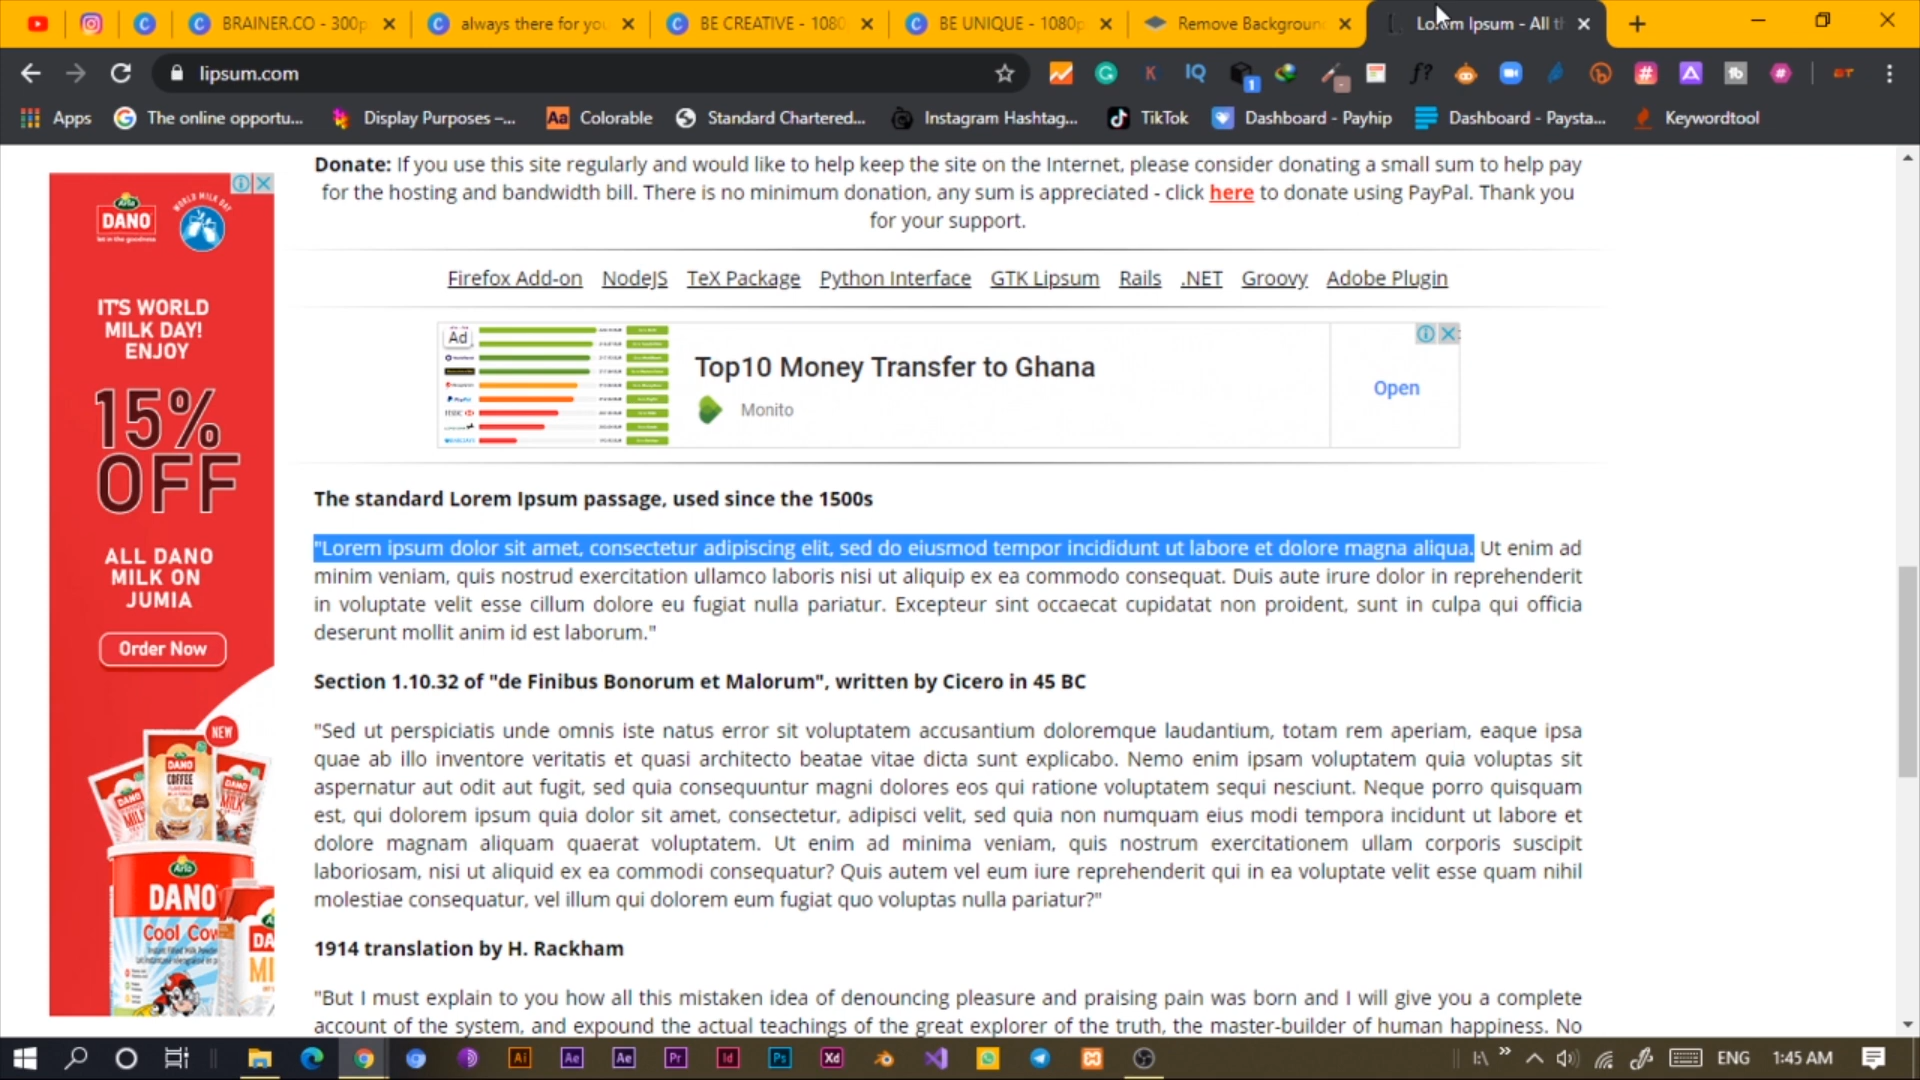 BRAINER.CO - 300p
always there for you
BE CREATIVE - 1080
BE UNIQUE - 1080p
Remove Background
Lorem Ipsum - All t
lipsum.com
Apps
The online opportu...
Display Purposes –...
Aa
Colorable
Standard Chartered...
Instagram Hashtag...
TikTok
Dashboard - Payhip
Dashboard - Paysta...
Keywordtool
Donate: If you use this site regularly and would like to help keep the site on the Internet, please consider donating a small sum to help pay
for the hosting and bandwidth bill. There is no minimum donation, any sum is appreciated - click here to donate using PayPal. Thank you
for your support.
Firefox Add-on NodeJS TeX Package Python Interface GTK Lipsum Rails .NET Groovy Adobe Plugin
Ad
Top10 Money Transfer to Ghana
Monito
Open
Arla
DANO
WORLD MILK DAY
IT'S WORLD
MILK DAY!
ENJOY
15%
OFF
ALL DANO
MILK ON
JUMIA
Order Now
NEW
DANO
COFFEE
Arla
DANO
Cool Cow
The standard Lorem Ipsum passage, used since the 1500s
"Lorem ipsum dolor sit amet, consectetur adipiscing elit, sed do eiusmod tempor incididunt ut labore et dolore magna aliqua. Ut enim ad
minim veniam, quis nostrud exercitation ullamco laboris nisi ut aliquip ex ea commodo consequat. Duis aute irure dolor in reprehenderit
in voluptate velit esse cillum dolore eu fugiat nulla pariatur. Excepteur sint occaecat cupidatat non proident, sunt in culpa qui officia
deserunt mollit anim id est laborum."
Section 1.10.32 of "de Finibus Bonorum et Malorum", written by Cicero in 45 BC
"Sed ut perspiciatis unde omnis iste natus error sit voluptatem accusantium doloremque laudantium, totam rem aperiam, eaque ipsa
quae ab illo inventore veritatis et quasi architecto beatae vitae dicta sunt explicabo. Nemo enim ipsam voluptatem quia voluptas sit
aspernatur aut odit aut fugit, sed quia consequuntur magni dolores eos qui ratione voluptatem sequi nesciunt. Neque porro quisquam
est, qui dolorem ipsum quia dolor sit amet, consectetur, adipisci velit, sed quia non numquam eius modi tempora incidunt ut labore et
dolore magnam aliquam quaerat voluptatem. Ut enim ad minima veniam, quis nostrum exercitationem ullam corporis suscipit
laboriosam, nisi ut aliquid ex ea commodi consequatur? Quis autem vel eum iure reprehenderit qui in ea voluptate velit esse quam nihil
molestiae consequatur, vel illum qui dolorem eum fugiat quo voluptas nulla pariatur?"
1914 translation by H. Rackham
"But I must explain to you how all this mistaken idea of denouncing pleasure and praising pain was born and I will give you a complete
account of the system, and expound the actual teachings of the great explorer of the truth, the master-builder of human happiness. No
Ai Ae Ae Pr Id Ps Xd
ENG
1:45 AM